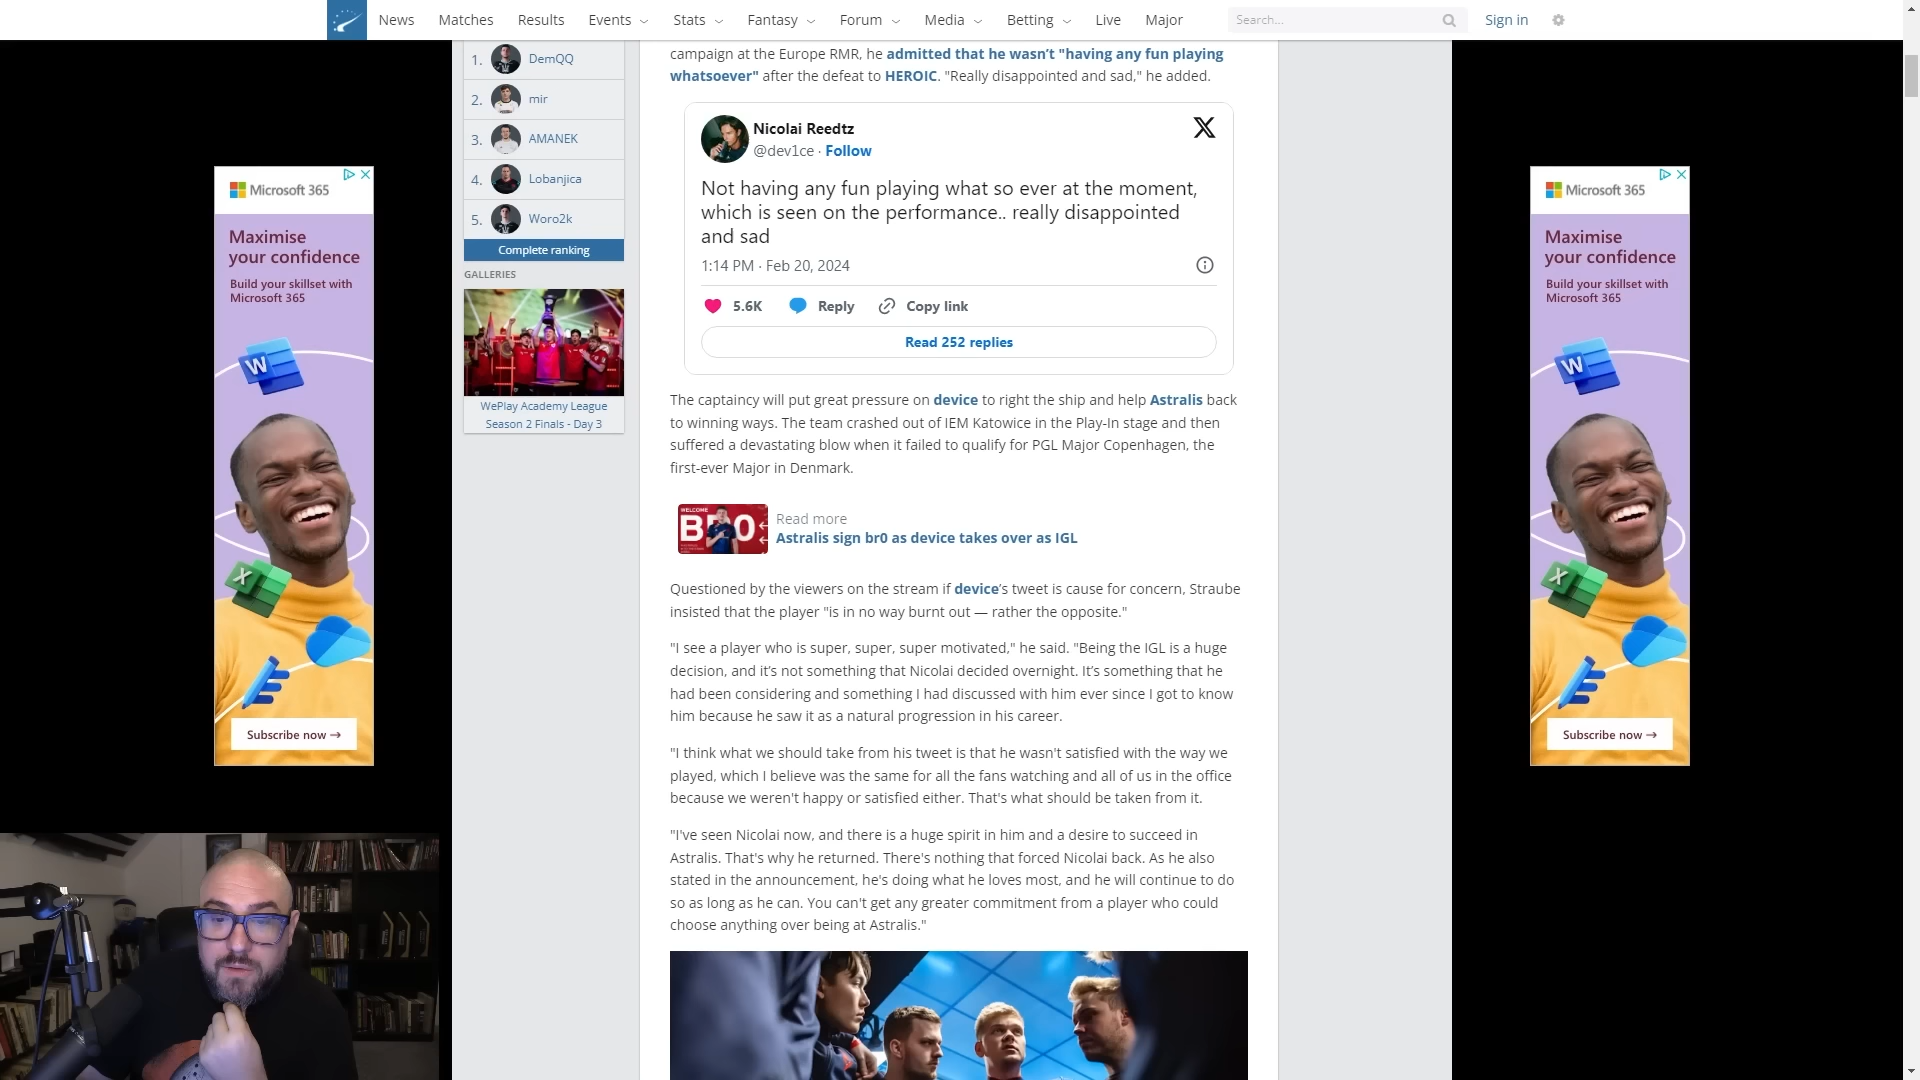 News
Matches
Results
Events
Stats
Fantasy
Forum
Media
Betting
Live
Major
Search...
Sign in
1. DemQQ
2. mir
3. AMANEK
4. Lobanjica
5. Woro2k
Complete ranking
GALLERIES
WePlay Academy League
Season 2 Finals - Day 3
campaign at the Europe RMR, he admitted that he wasn’t "having any fun playing
whatsoever" after the defeat to HEROIC. "Really disappointed and sad," he added.
Nicolai Reedtz
@dev1ce · Follow
Not having any fun playing what so ever at the moment,
which is seen on the performance.. really disappointed
and sad
1:14 PM · Feb 20, 2024
5.6K
Reply
Copy link
Read 252 replies
The captaincy will put great pressure on device to right the ship and help Astralis back
to winning ways. The team crashed out of IEM Katowice in the Play-In stage and then
suffered a devastating blow when it failed to qualify for PGL Major Copenhagen, the
first-ever Major in Denmark.
WELCOME
BR0
Read more
Astralis sign br0 as device takes over as IGL
Questioned by the viewers on the stream if device’s tweet is cause for concern, Straube
insisted that the player "is in no way burnt out — rather the opposite."
"I see a player who is super, super, super motivated," he said. "Being the IGL is a huge
decision, and it’s not something that Nicolai decided overnight. It’s something that he
had been considering and something I had discussed with him ever since I got to know
him because he saw it as a natural progression in his career.
"I think what we should take from his tweet is that he wasn't satisfied with the way we
played, which I believe was the same for all the fans watching and all of us in the office
because we weren't happy or satisfied either. That's what should be taken from it.
"I've seen Nicolai now, and there is a huge spirit in him and a desire to succeed in
Astralis. That's why he returned. There's nothing that forced Nicolai back. As he also
stated in the announcement, he's doing what he loves most, and he will continue to do
so as long as he can. You can't get any greater commitment from a player who could
choose anything over being at Astralis."
Microsoft 365
Maximise
your confidence
Build your skillset with
Microsoft 365
W
X
Subscribe now →
Microsoft 365
Maximise
your confidence
Build your skillset with
Microsoft 365
W
X
Subscribe now →